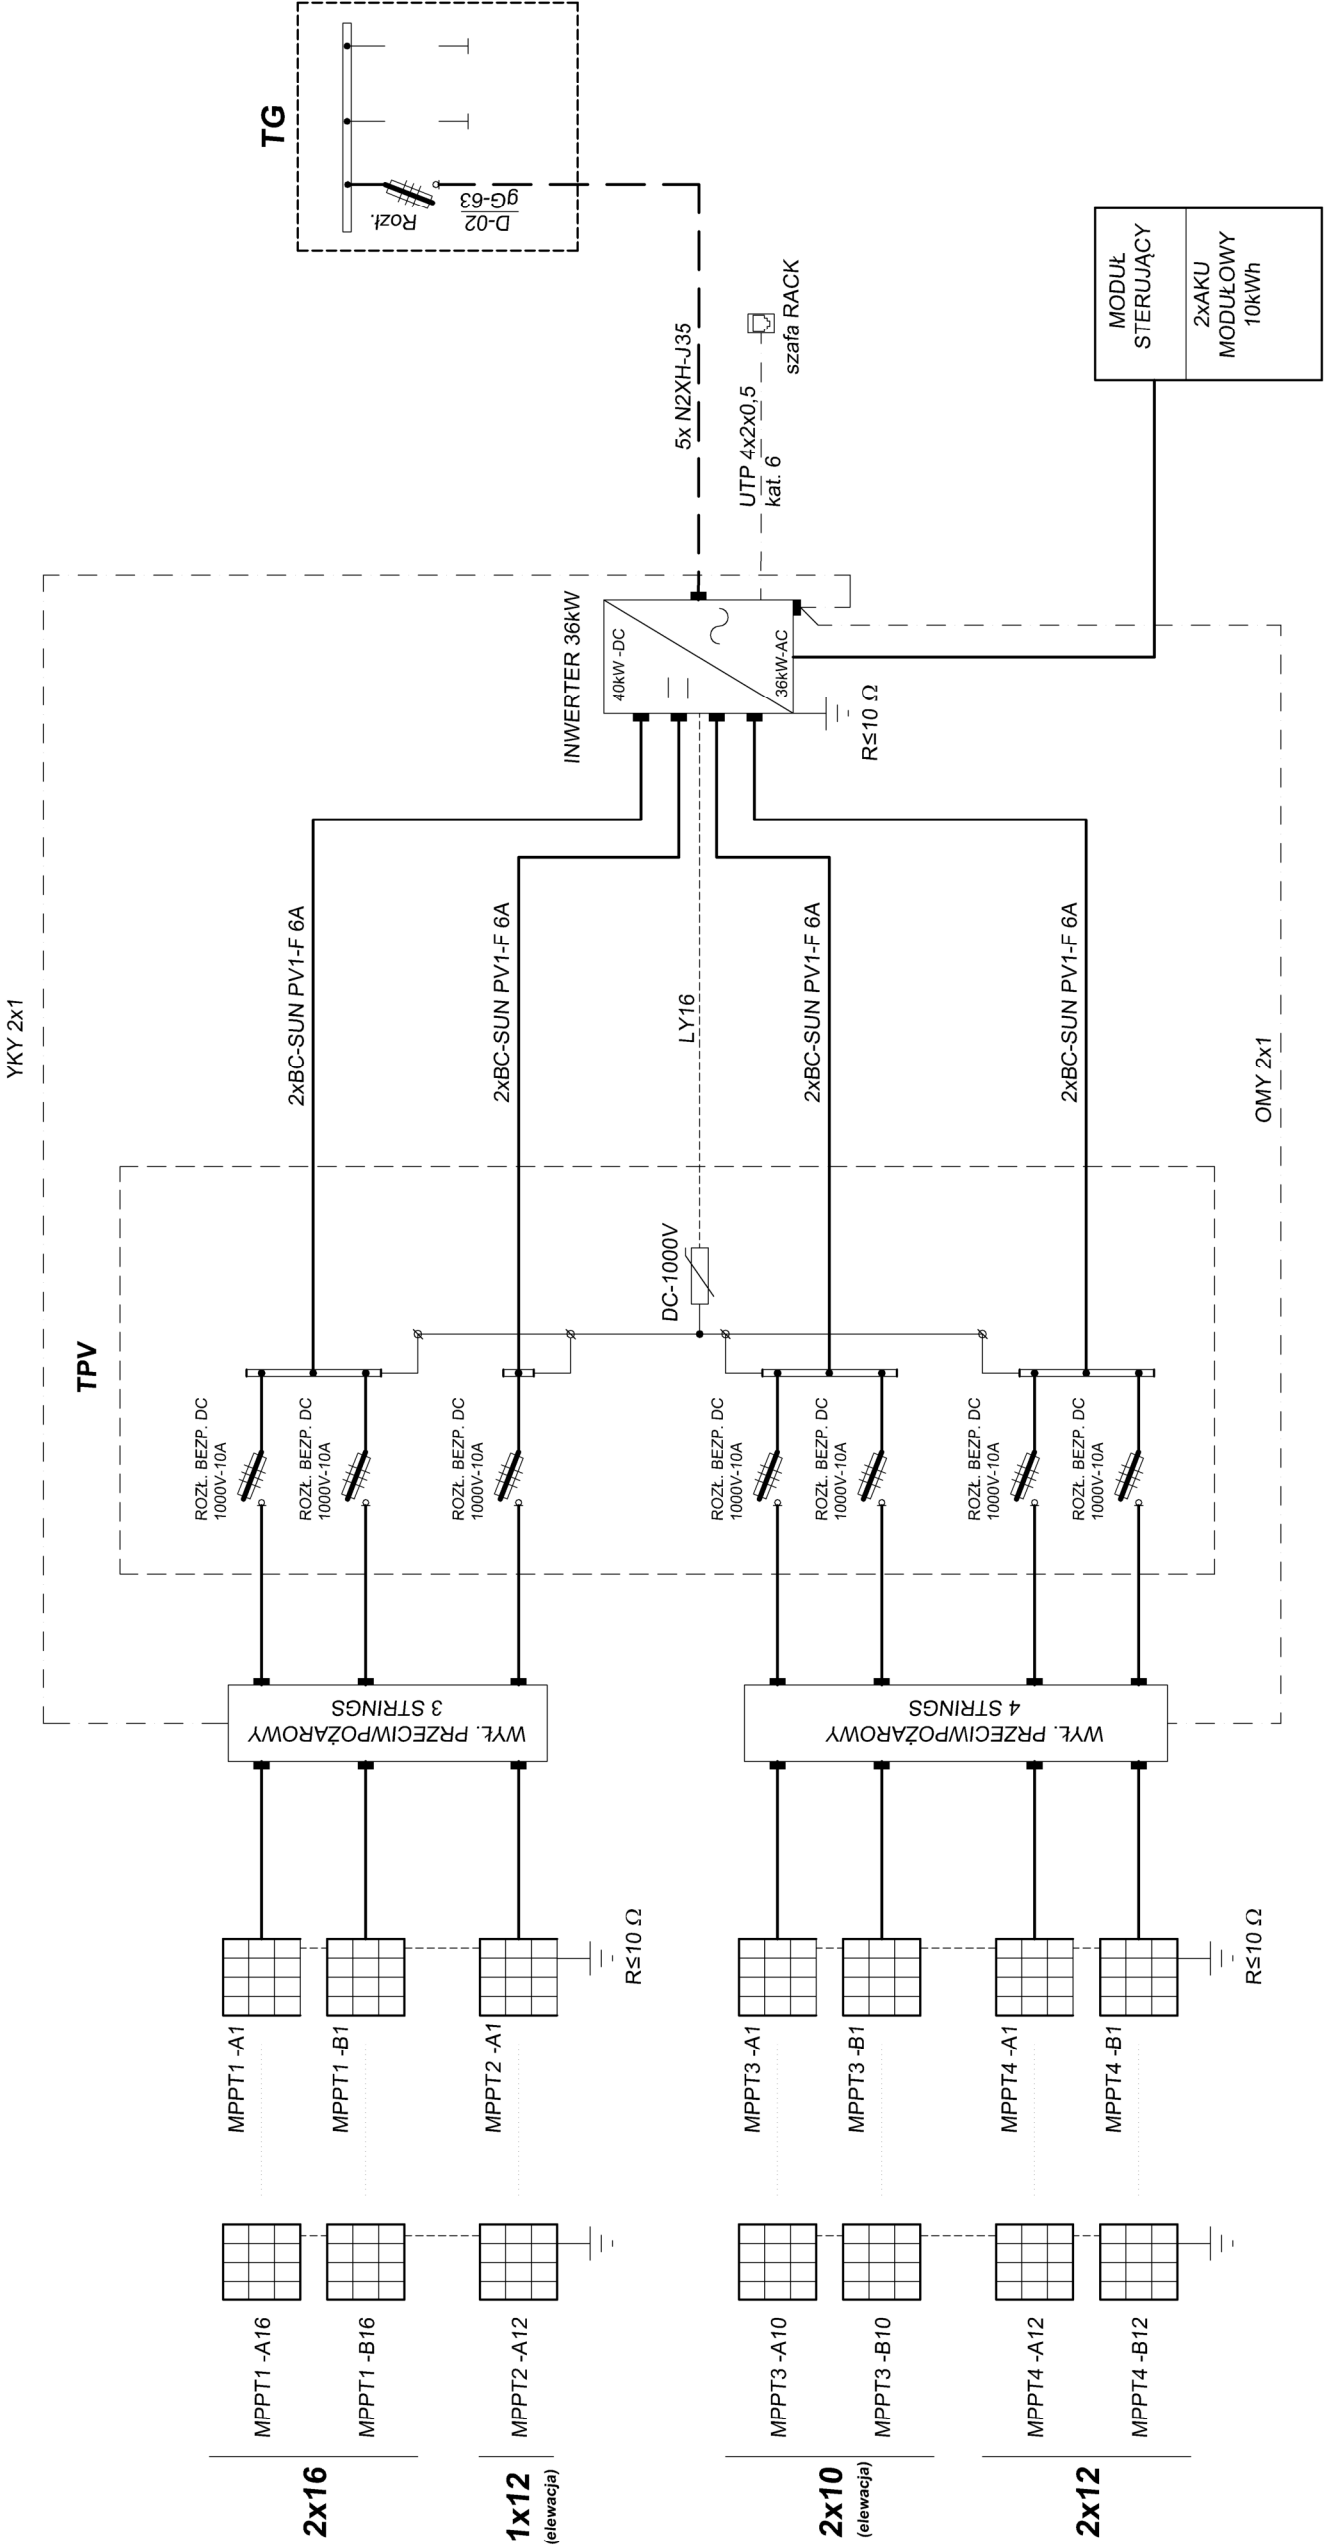 2x16
MPPT1 -A16
MPPT1 -B16
1x12
(elewacja)
MPPT2 -A12
2x10
(elewacja)
MPPT3 -A10
MPPT3 -B10
2x12
MPPT4 -A12
MPPT4 -B12
MPPT1 -A1
MPPT1 -B1
MPPT2 -A1
R≤10 Ω
MPPT3 -A1
MPPT3 -B1
MPPT4 -A1
MPPT4 -B1
R≤10 Ω
WYŁ. PRZECIWPOŻAROWY
3 STRINGS
WYŁ. PRZECIWPOŻAROWY
4 STRINGS
TPV
ROZŁ. BEZP. DC
1000V-10A
ROZŁ. BEZP. DC
1000V-10A
ROZŁ. BEZP. DC
1000V-10A
ROZŁ. BEZP. DC
1000V-10A
ROZŁ. BEZP. DC
1000V-10A
ROZŁ. BEZP. DC
1000V-10A
ROZŁ. BEZP. DC
1000V-10A
DC-1000V
YKY 2x1
2xBC-SUN PV1-F 6A
2xBC-SUN PV1-F 6A
LY16
2xBC-SUN PV1-F 6A
2xBC-SUN PV1-F 6A
OMY 2x1
INWERTER 36kW
40kW -DC
36kW-AC
R≤10 Ω
5x N2XH-J35
UTP 4x2x0,5
kat. 6
szafa RACK
TG
Rozł.
D-02
gG-63
MODUŁ
STERUJĄCY
2xAKU
MODUŁOWY
10kWh